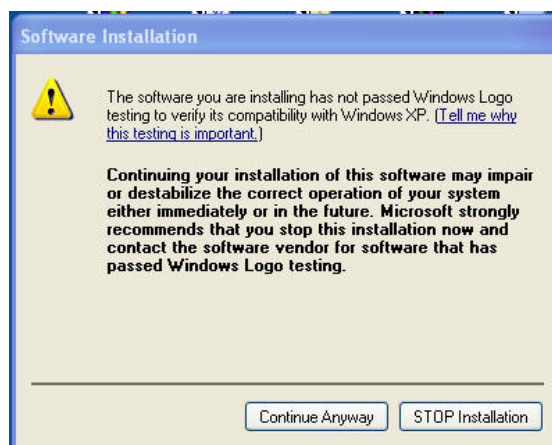 Software Installation
The software you are installing has not passed Windows Logo
testing to verify its compatibility with Windows XP. (Tell me why
this testing is important.)
Continuing your installation of this software may impair
or destabilize the correct operation of your system
either immediately or in the future. Microsoft strongly
recommends that you stop this installation now and
contact the software vendor for software that has
passed Windows Logo testing.
Continue Anyway
STOP Installation